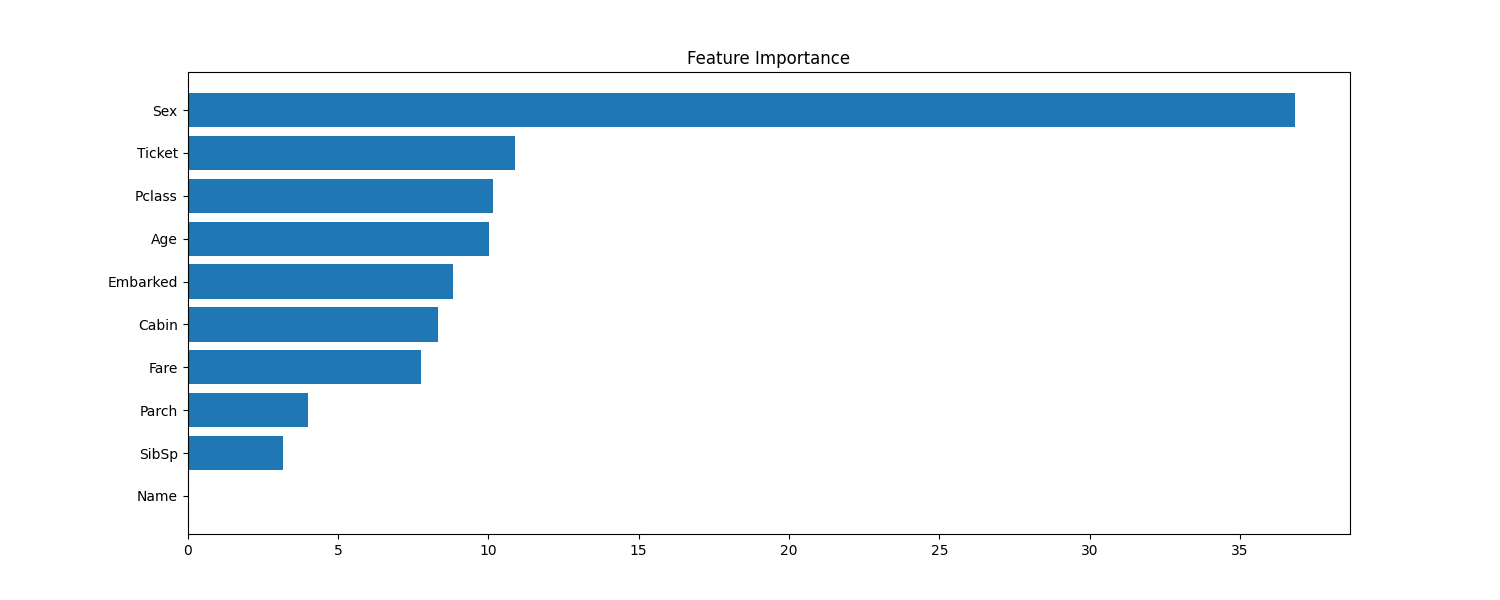 Feature Importance
Sex
Ticket
Pclass
Age
Embarked
Cabin
Fare
Parch
SibSp
Name
0 5 10 15 20 25 30 35